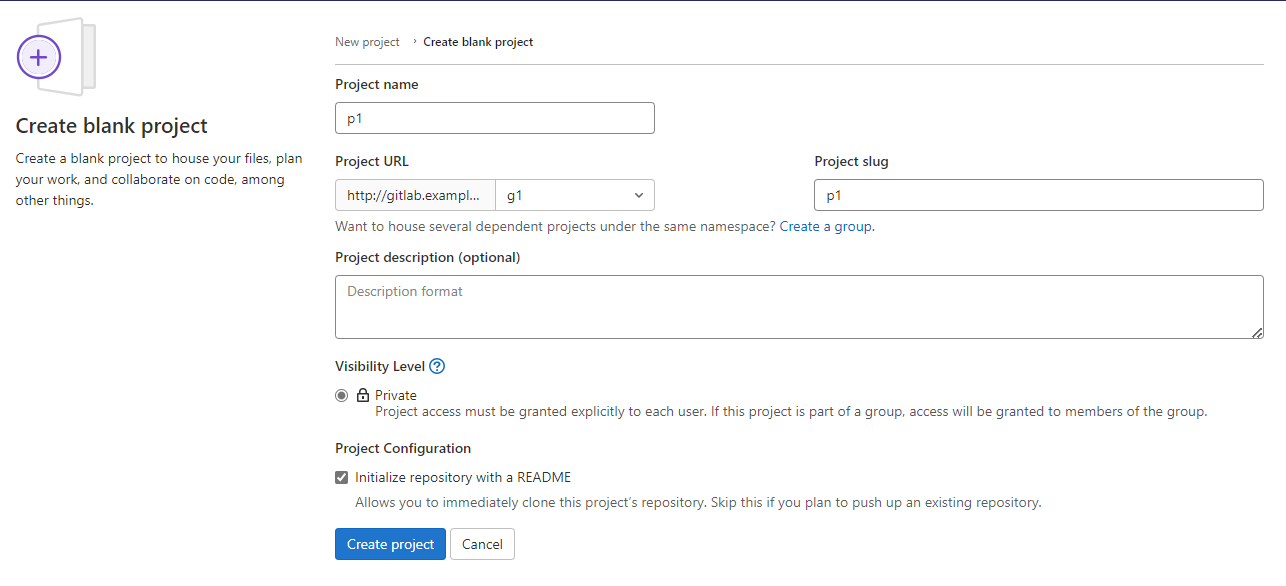 Create blank project
Create a blank project to house your files, plan
your work, and collaborate on code, among
other things.
New project › Create blank project
Project name
p1
Project URL
http://gitlab.exampl...
g1
Project slug
p1
Want to house several dependent projects under the same namespace? Create a group.
Project description (optional)
Description format
Visibility Level
Private
Project access must be granted explicitly to each user. If this project is part of a group, access will be granted to members of the group.
Project Configuration
Initialize repository with a README
Allows you to immediately clone this project’s repository. Skip this if you plan to push up an existing repository.
Create project
Cancel